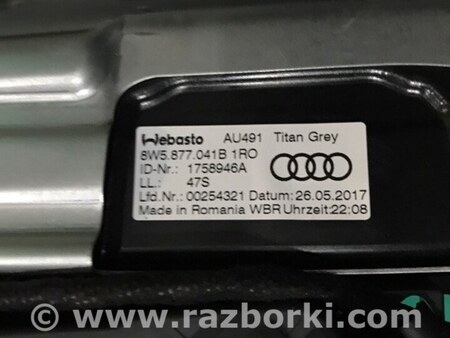 Webasto AU491 Titan Grey
8W5.877.041B 1RO
ID-Nr.: 1758946A
LL.: 47S
Lfd.Nr.: 00254321 Datum: 26.05.2017
Made in Romania WBR Uhrzeit:22:08
© www.razborki.com